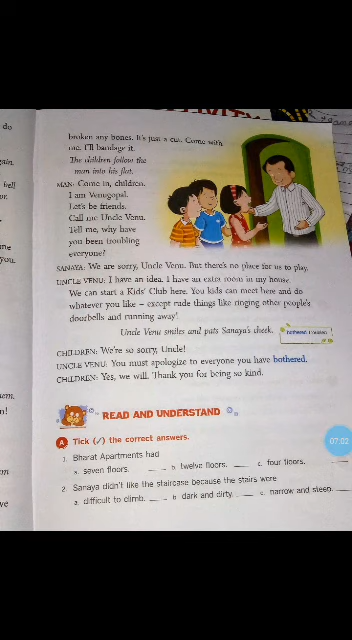 do
broken any bones. It's just a cut. Come with
me. I'll bandage it.
The children follow the
man into his flat.
MAN: Come in, children.
I am Venugopal.
Let's be friends.
Call me Uncle Venu.
Tell me, why have
you been troubling
everyone?
SANAYA: We are sorry, Uncle Venu. But there's no place for us to play.
UNCLE VENU: I have an idea. I have an extra room in my house.
We can start a Kids' Club here. You kids can meet here and do
whatever you like – except rude things like ringing other people's
doorbells and running away!
Uncle Venu smiles and pats Sanaya's cheek.
bothered: troubled
CHILDREN: We're so sorry, Uncle!
UNCLE VENU: You must apologize to everyone you have bothered.
CHILDREN: Yes, we will. Thank you for being so kind.
READ AND UNDERSTAND
A Tick (✓) the correct answers.
1. Bharat Apartments had
a. seven floors. b. twelve floors. c. four floors.
2. Sanaya didn't like the staircase because the stairs were
a. difficult to climb. b. dark and dirty. c. narrow and steep.
07:02